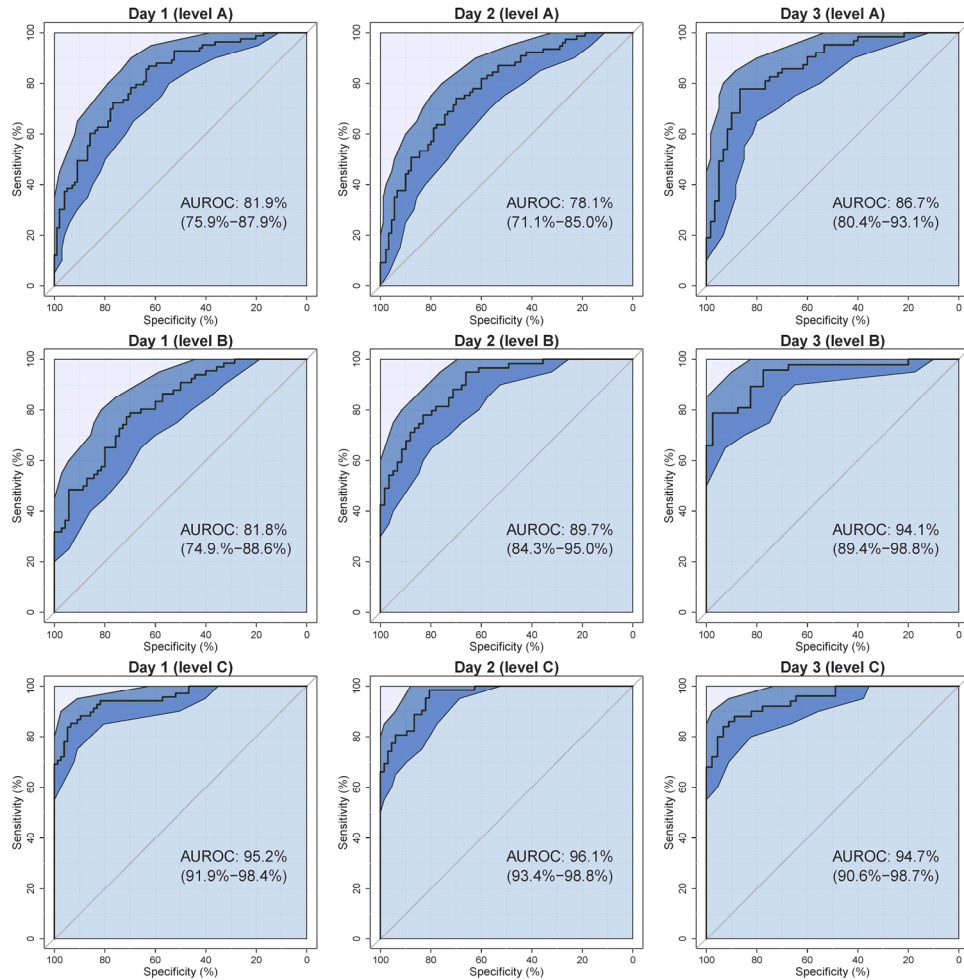 Day 1 (level A)
Day 2 (level A)
Day 3 (level A)
Sensitivity (%)
0 20 40 60 80 100
AUROC: 81.9%
(75.9%−87.9%)
100 80 60 40 20 0
Specificity (%)
Sensitivity (%)
0 20 40 60 80 100
AUROC: 78.1%
(71.1%−85.0%)
100 80 60 40 20 0
Specificity (%)
Sensitivity (%)
0 20 40 60 80 100
AUROC: 86.7%
(80.4%−93.1%)
100 80 60 40 20 0
Specificity (%)
Day 1 (level B)
Day 2 (level B)
Day 3 (level B)
Sensitivity (%)
0 20 40 60 80 100
AUROC: 81.8%
(74.9.%−88.6%)
100 80 60 40 20 0
Specificity (%)
Sensitivity (%)
0 20 40 60 80 100
AUROC: 89.7%
(84.3%−95.0%)
100 80 60 40 20 0
Specificity (%)
Sensitivity (%)
0 20 40 60 80 100
AUROC: 94.1%
(89.4%−98.8%)
100 80 60 40 20 0
Specificity (%)
Day 1 (level C)
Day 2 (level C)
Day 3 (level C)
Sensitivity (%)
0 20 40 60 80 100
AUROC: 95.2%
(91.9%−98.4%)
100 80 60 40 20 0
Specificity (%)
Sensitivity (%)
0 20 40 60 80 100
AUROC: 96.1%
(93.4%−98.8%)
100 80 60 40 20 0
Specificity (%)
Sensitivity (%)
0 20 40 60 80 100
AUROC: 94.7%
(90.6%−98.7%)
100 80 60 40 20 0
Specificity (%)